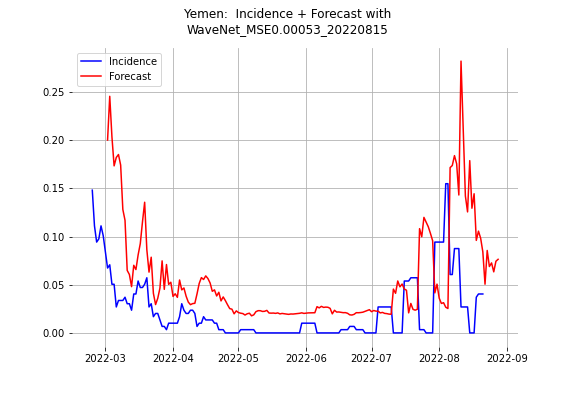 Yemen:  Incidence + Forecast with
WaveNet_MSE0.00053_20220815
Incidence
Forecast
0.25
0.20
0.15
0.10
0.05
0.00
2022-03 2022-04 2022-05 2022-06 2022-07 2022-08 2022-09